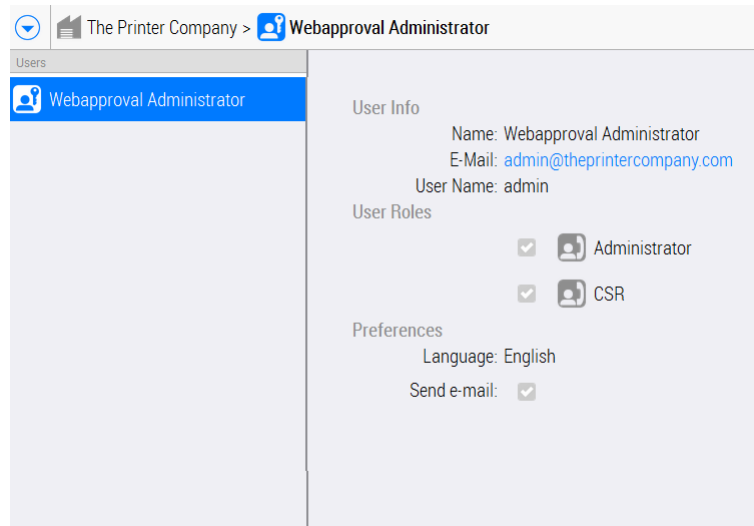 The Printer Company > Webapproval Administrator
Users
Webapproval Administrator
User Info
Name: Webapproval Administrator
E-Mail: admin@theprintercompany.com
User Name: admin
User Roles
Administrator
CSR
Preferences
Language: English
Send e-mail: